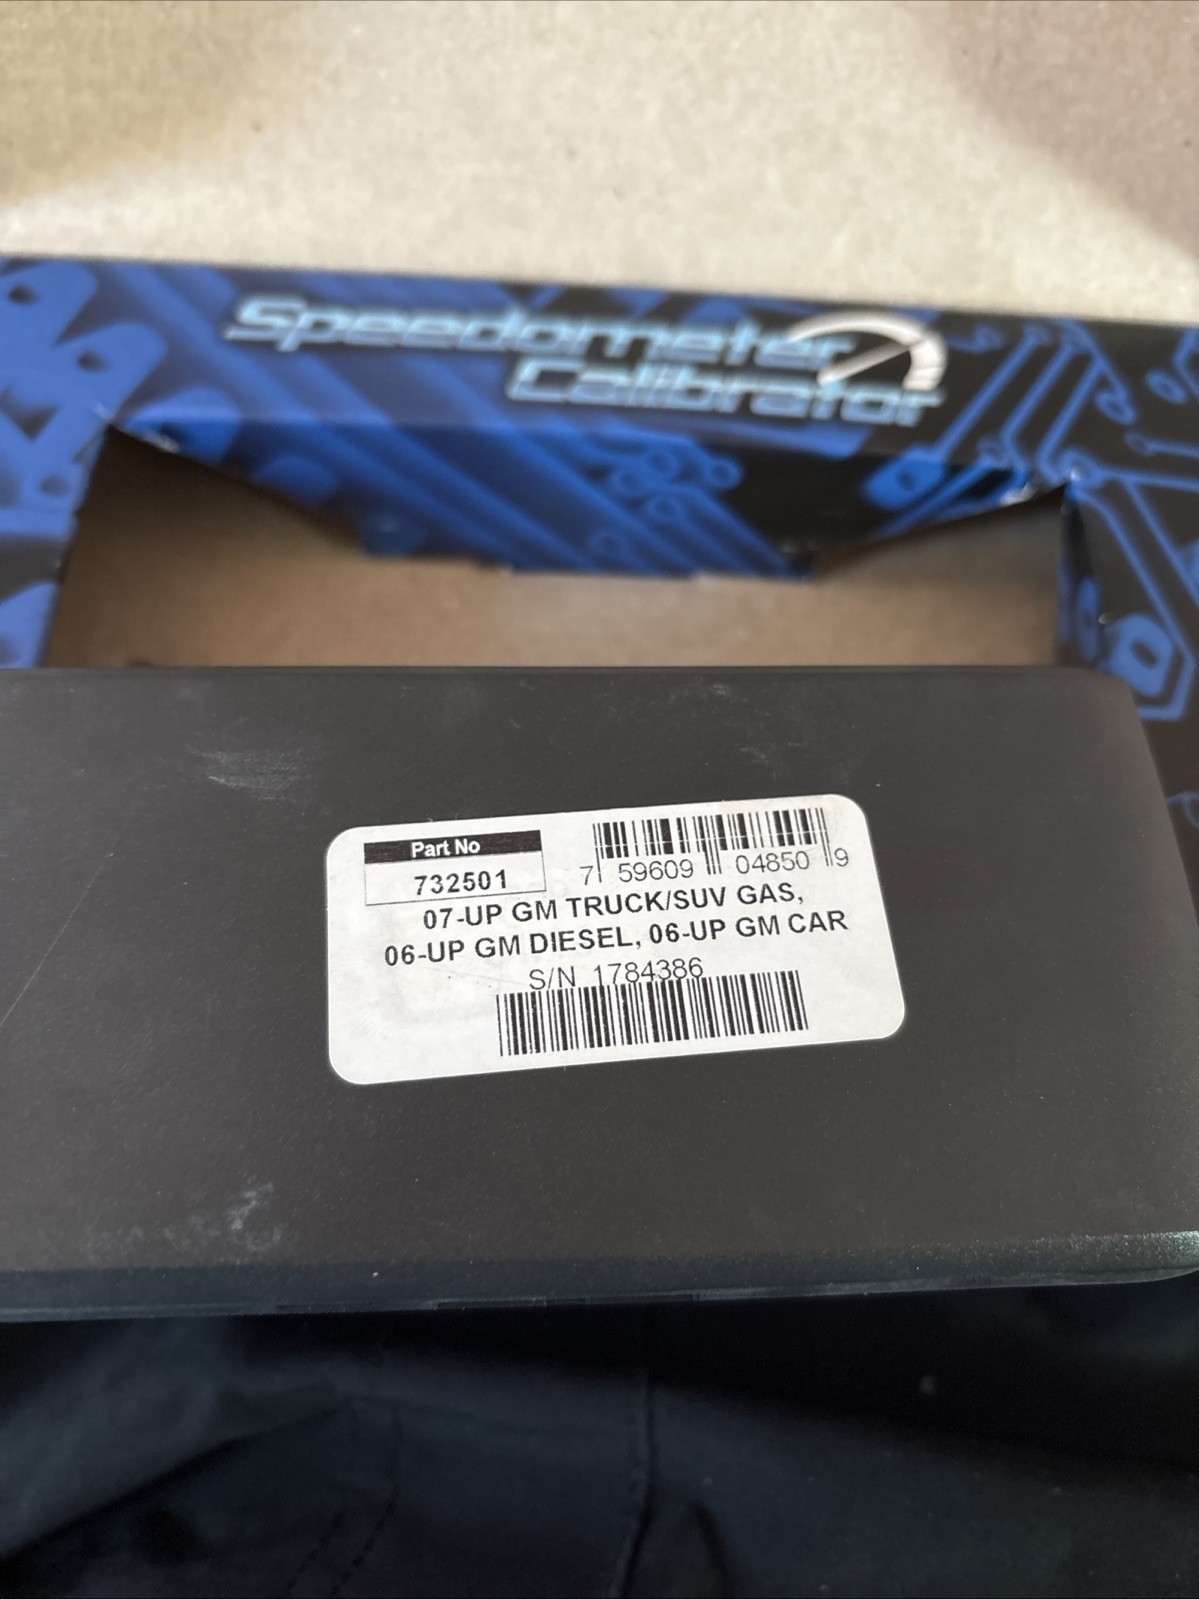 Speedometer
Calibrator
Part No
732501
7 59609 04850 9
07-UP GM TRUCK/SUV GAS,
06-UP GM DIESEL, 06-UP GM CAR
S/N 1784386